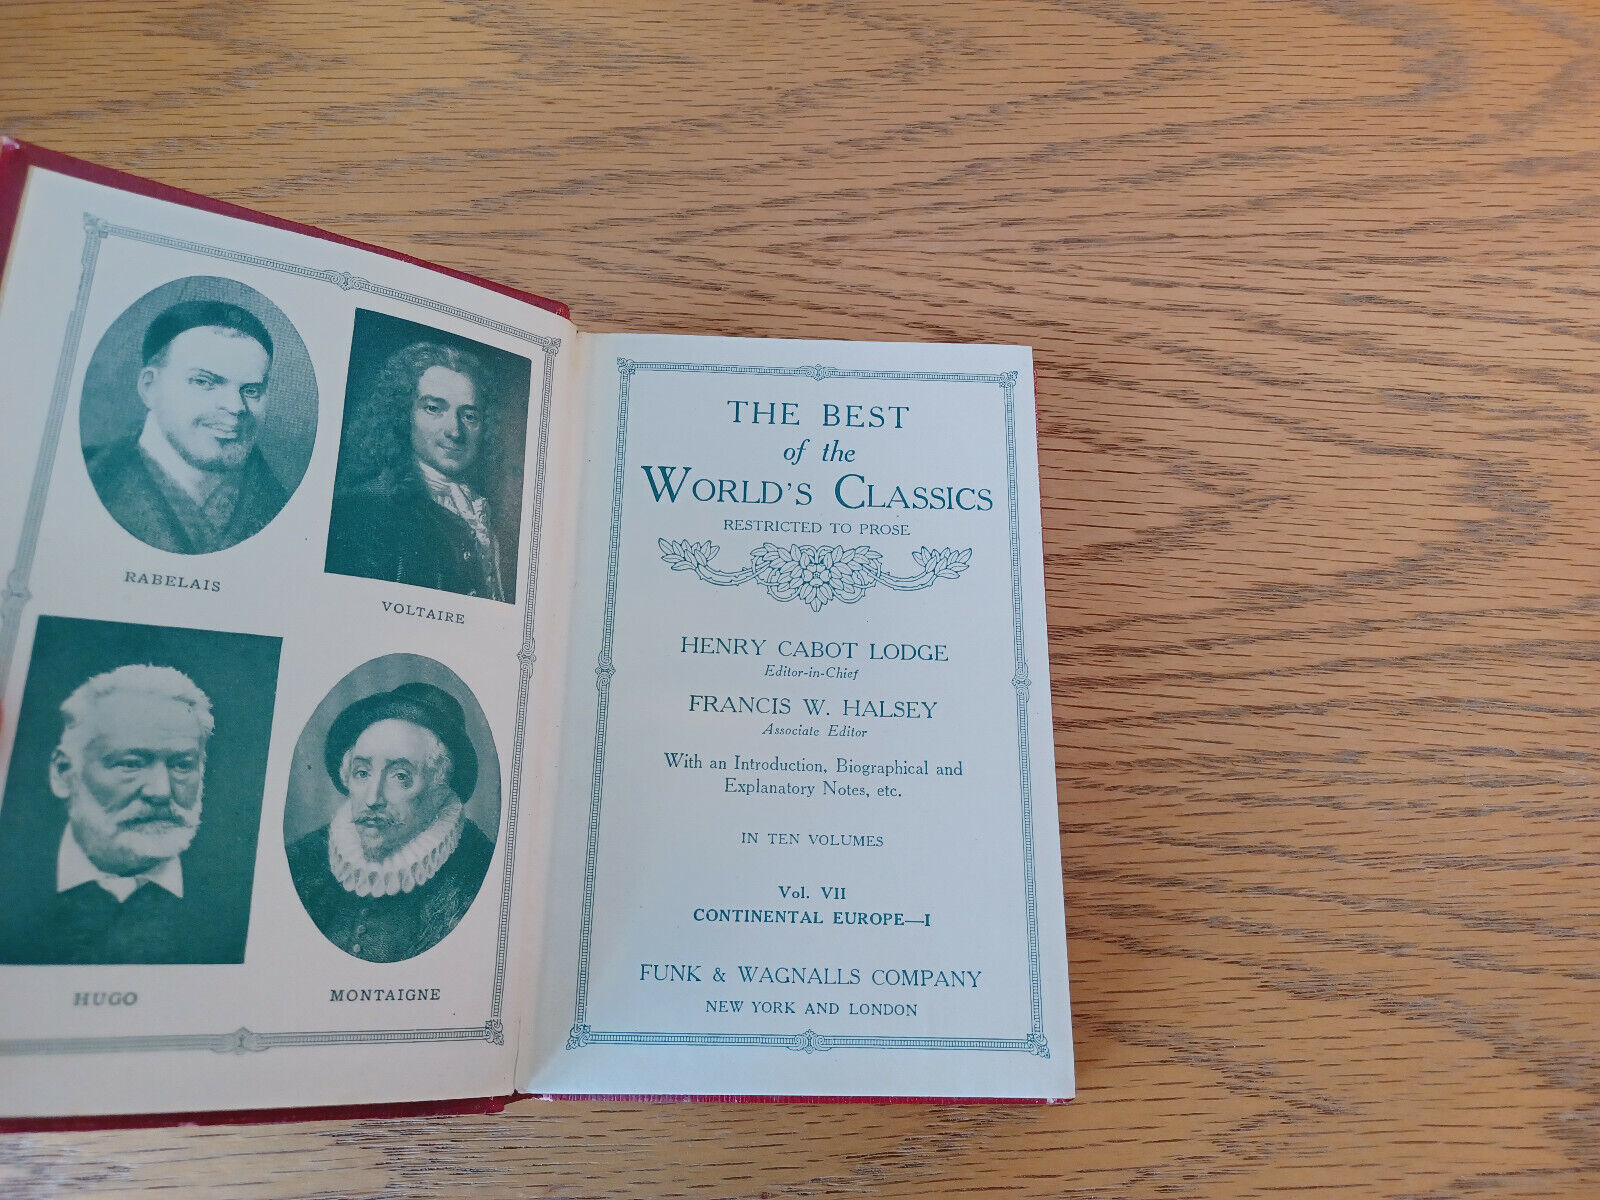 RABELAIS
VOLTAIRE
HUGO
MONTAIGNE
THE BEST
of the
WORLD'S CLASSICS
RESTRICTED TO PROSE
HENRY CABOT LODGE
Editor-in-Chief
FRANCIS W. HALSEY
Associate Editor
With an Introduction, Biographical and
Explanatory Notes, etc.
IN TEN VOLUMES
Vol. VII
CONTINENTAL EUROPE—I
FUNK & WAGNALLS COMPANY
NEW YORK AND LONDON